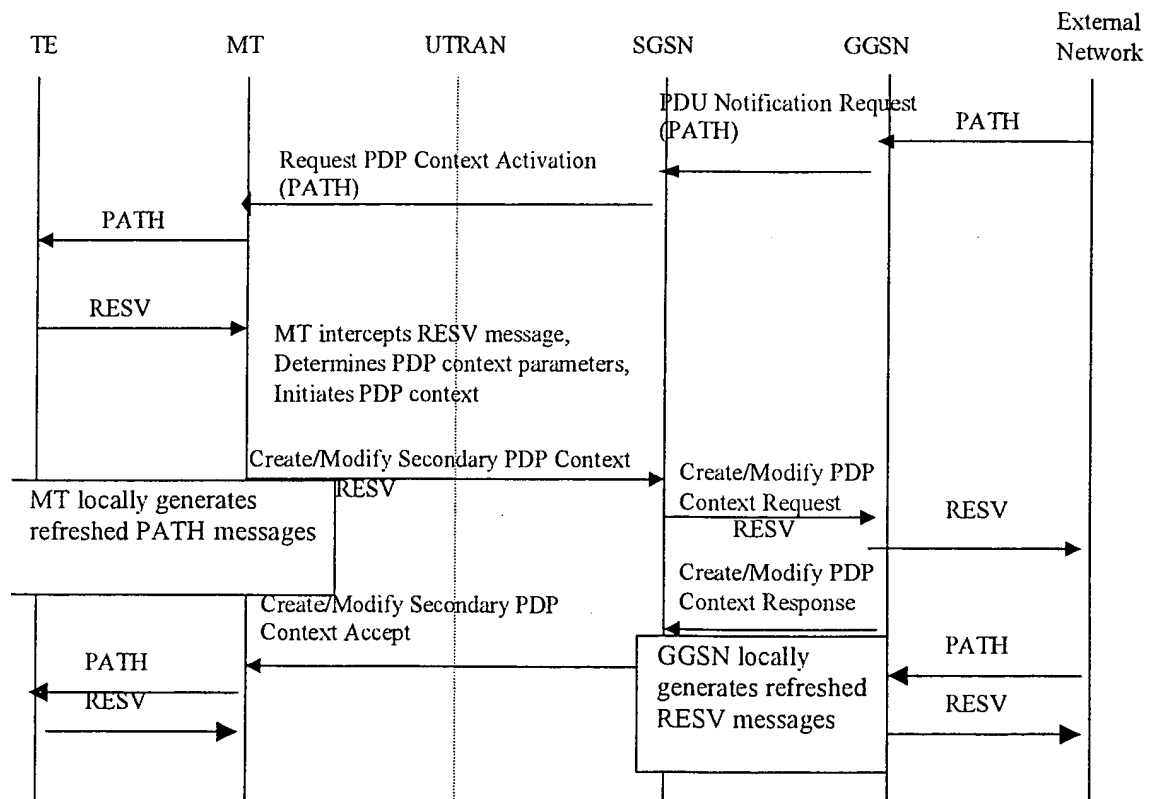 External
TE MT UTRAN SGSN GGSN Network
PDU Notification Request
(PATH)
PATH
Request PDP Context Activation
(PATH)
PATH
RESV
MT intercepts RESV message,
Determines PDP context parameters,
Initiates PDP context
Create/Modify Secondary PDP Context
RESV
Create/Modify PDP
Context Request
RESV
RESV
MT locally generates
refreshed PATH messages
Create/Modify PDP
Context Response
Create/Modify Secondary PDP
Context Accept
GGSN locally
generates refreshed
RESV messages
PATH
RESV
PATH
RESV